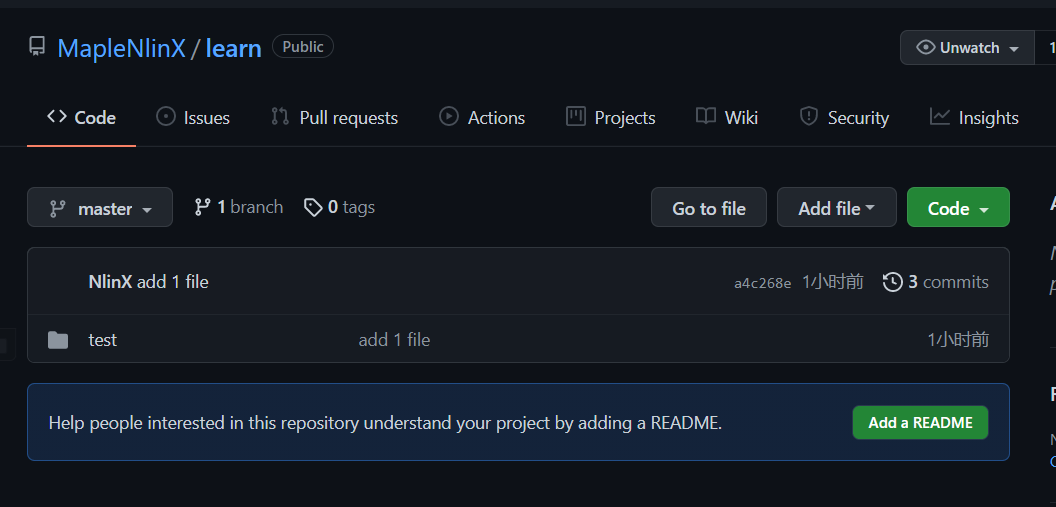 MapleNlinX / learn Public Unwatch 1
Code Issues Pull requests Actions Projects Wiki Security Insights
master 1 branch 0 tags Go to file Add file Code
NlinX add 1 file a4c268e 1小时前 3 commits
test add 1 file 1小时前
Help people interested in this repository understand your project by adding a README. Add a README